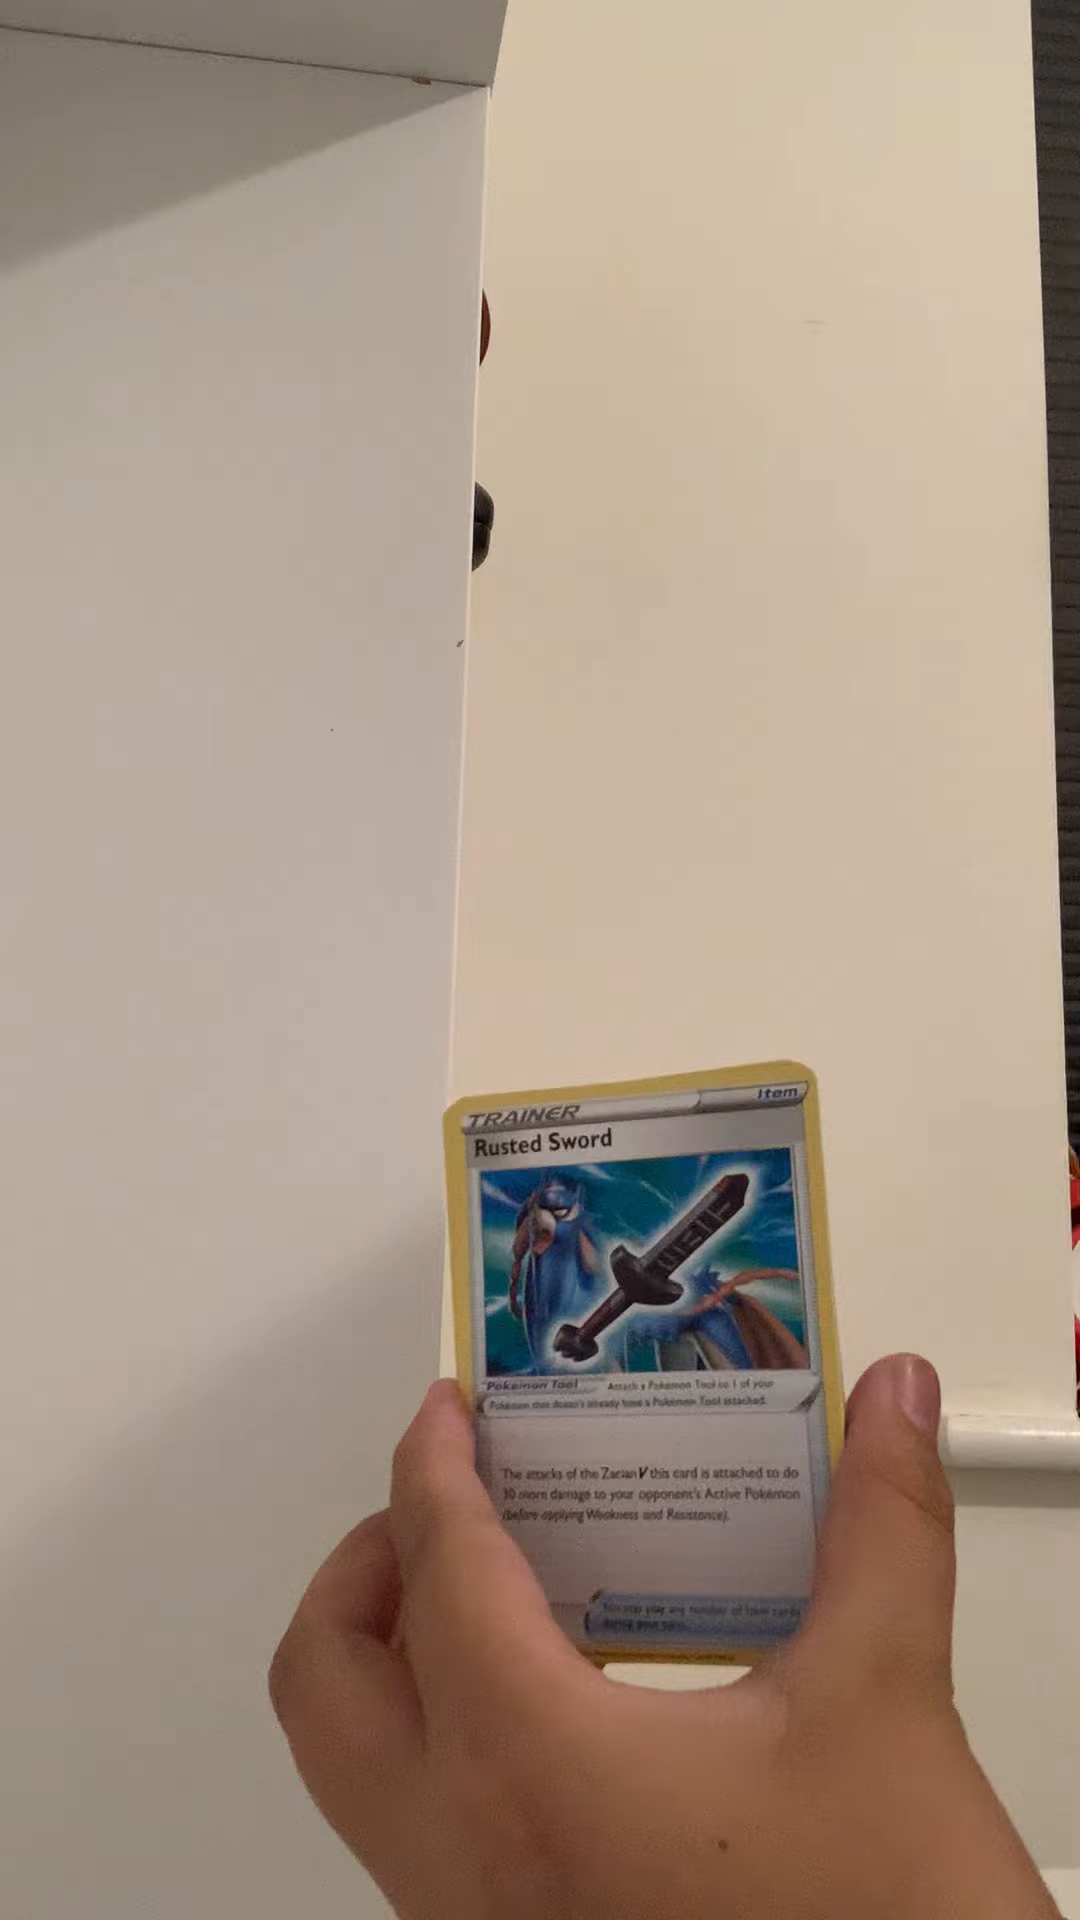 TRAINER
Item
Rusted Sword
Pokémon Tool Attach a Pokémon Tool to 1 of your
Pokémon that doesn't already have a Pokémon Tool attached.
The attacks of the Zacian V this card is attached to do
30 more damage to your opponent's Active Pokémon
(before applying Weakness and Resistance).
You may play any number of Item cards
during your turn.